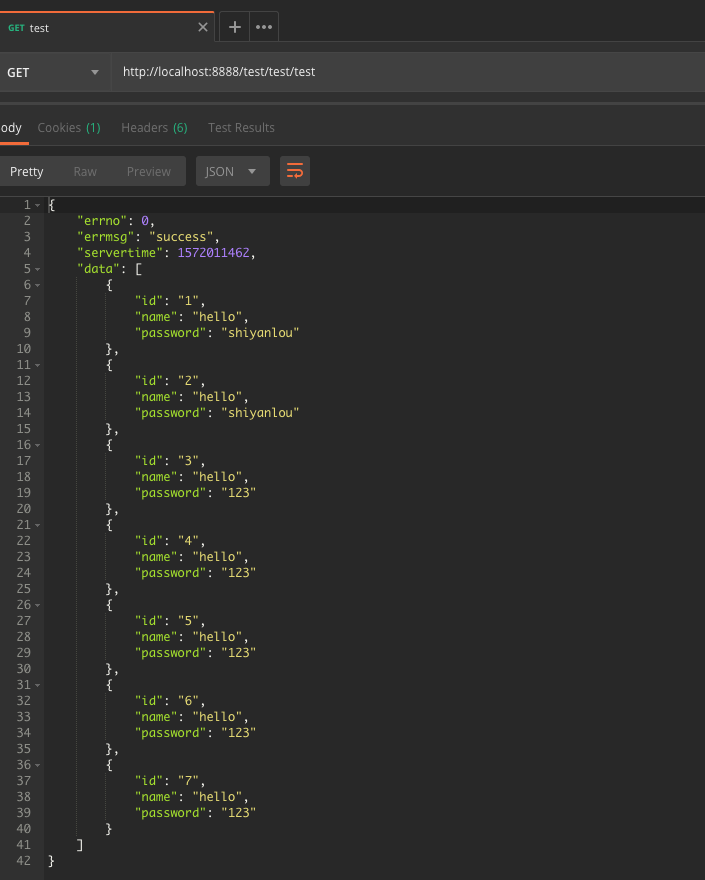 GET test
GET http://localhost:8888/test/test/test
ody Cookies (1) Headers (6) Test Results
Pretty Raw Preview JSON
1 {
2 "errno": 0,
3 "errmsg": "success",
4 "servertime": 1572011462,
5 "data": [
6 {
7 "id": "1",
8 "name": "hello",
9 "password": "shiyanlou"
10 },
11 {
12 "id": "2",
13 "name": "hello",
14 "password": "shiyanlou"
15 },
16 {
17 "id": "3",
18 "name": "hello",
19 "password": "123"
20 },
21 {
22 "id": "4",
23 "name": "hello",
24 "password": "123"
25 },
26 {
27 "id": "5",
28 "name": "hello",
29 "password": "123"
30 },
31 {
32 "id": "6",
33 "name": "hello",
34 "password": "123"
35 },
36 {
37 "id": "7",
38 "name": "hello",
39 "password": "123"
40 }
41 ]
42 }